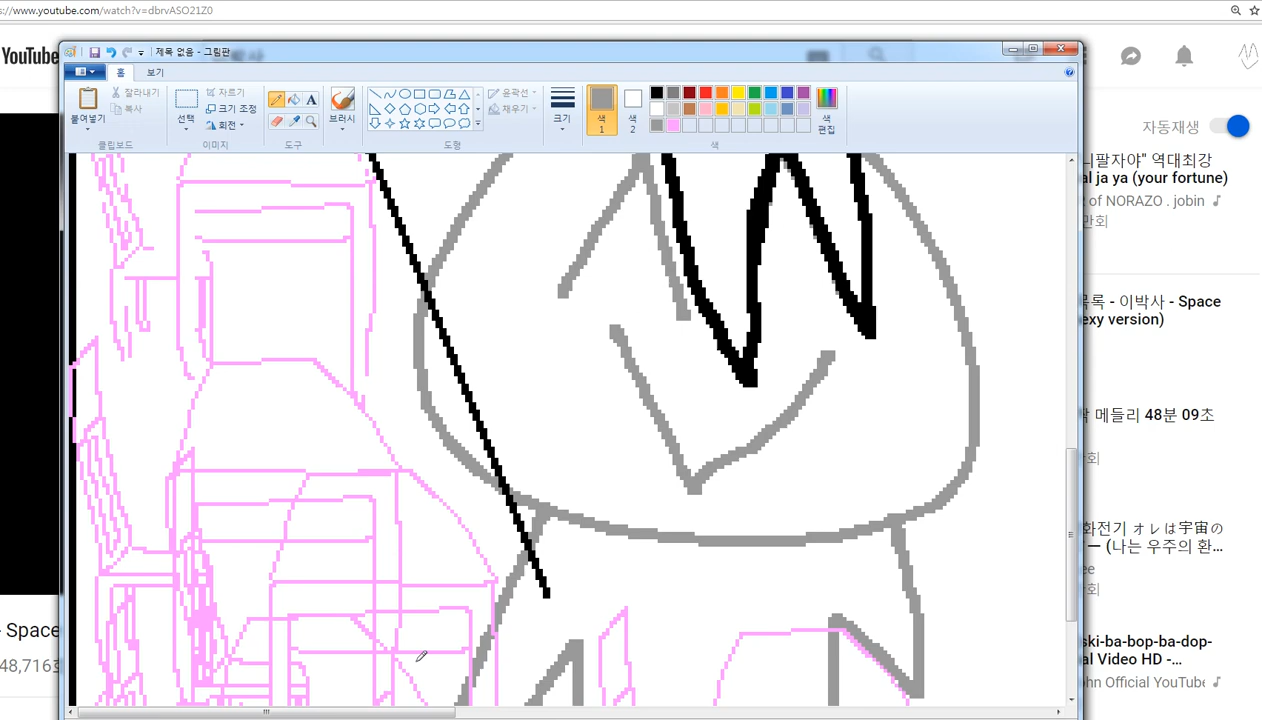 s://www.youtube.com/watch?v=dbrvASO21Z0
YouTube
제목 없음 - 그림판
홈
보기
붙여넣기
잘라내기
복사
클립보드
선택
자르기
크기 조정
회전
이미지
A
도구
브러시
윤곽선
채우기
도형
크기
색
1
색
2
색
편집
색
자동재생
니팔자야" 역대최강
al ja ya (your fortune)
of NORAZO . jobin
만회
록 - 이박사 - Space
exy version)
메들리 48분 09초
회
화전기 オレは宇宙の
ー (나는 우주의 환...
ee
회
ski-ba-bop-ba-dop-
al Video HD -...
ohn Official YouTube
- Space
48,716회